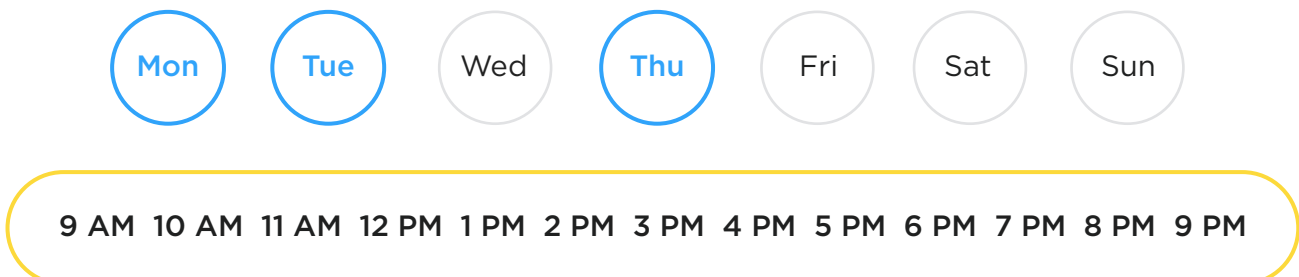 Mon Tue Wed Thu Fri Sat Sun
9 AM 10 AM 11 AM 12 PM 1 PM 2 PM 3 PM 4 PM 5 PM 6 PM 7 PM 8 PM 9 PM